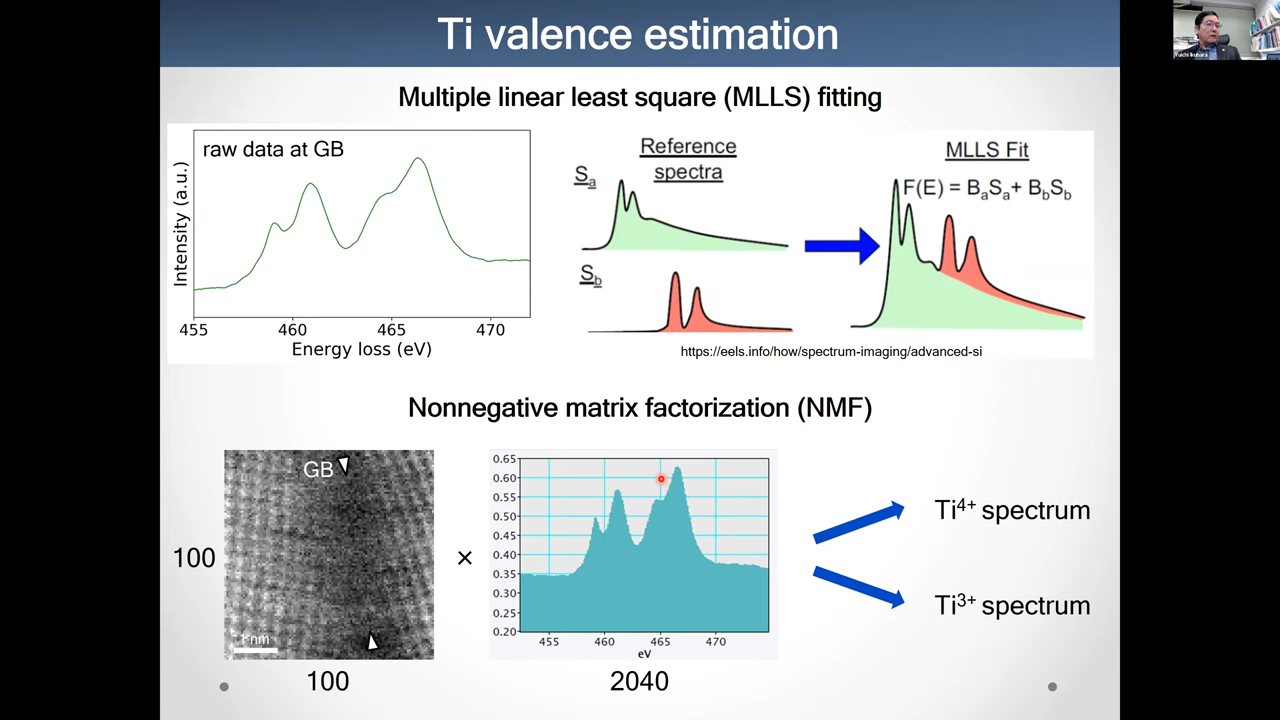 Ti valence estimation
Yuichi Ikuhara
Multiple linear least square (MLLS) fitting
raw data at GB
Intensity (a.u.)
455 460 465 470
Energy loss (eV)
Reference
spectra
Sa
Sb
MLLS Fit
F(E) = BaSa+ BbSb
https://eels.info/how/spectrum-imaging/advanced-si
Nonnegative matrix factorization (NMF)
100
GB
1 nm
100
×
0.65
0.60
0.55
0.50
0.45
0.40
0.35
0.30
0.25
0.20
455 460 465 470
eV
2040
Ti4+ spectrum
Ti3+ spectrum